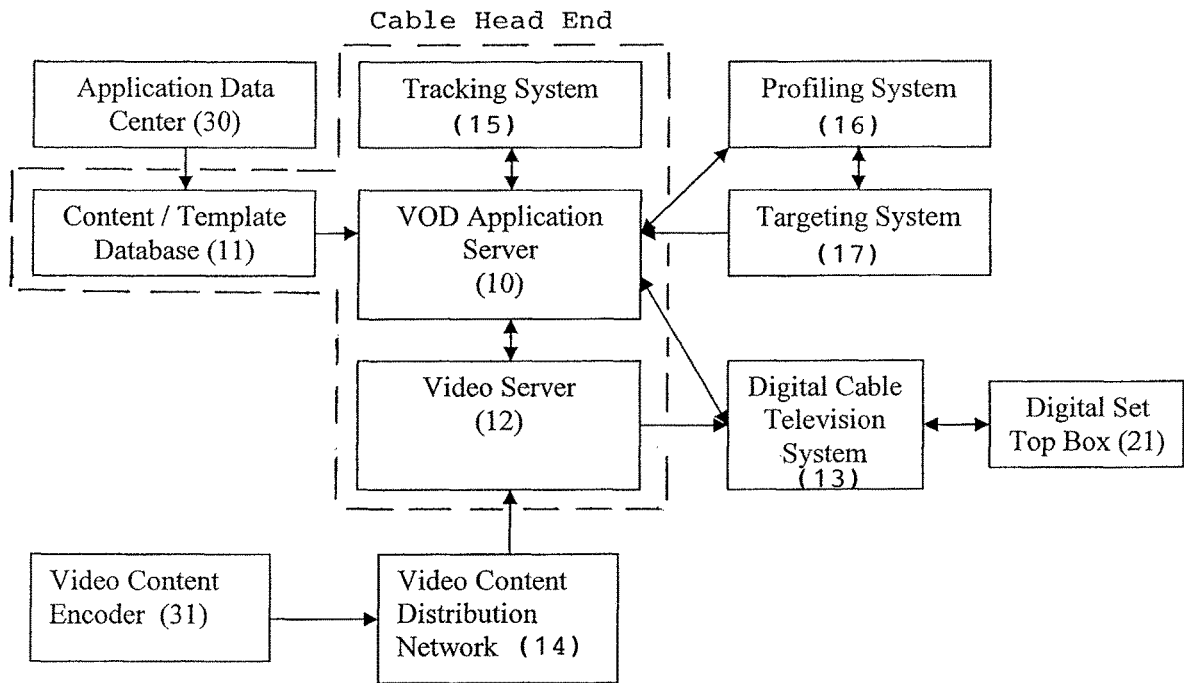 Cable Head End
Application Data
Center (30)
Tracking System
(15)
Profiling System
(16)
Content / Template
Database (11)
VOD Application
Server
(10)
Targeting System
(17)
Video Server
(12)
Digital Cable
Television
System
(13)
Digital Set
Top Box (21)
Video Content
Encoder (31)
Video Content
Distribution
Network (14)